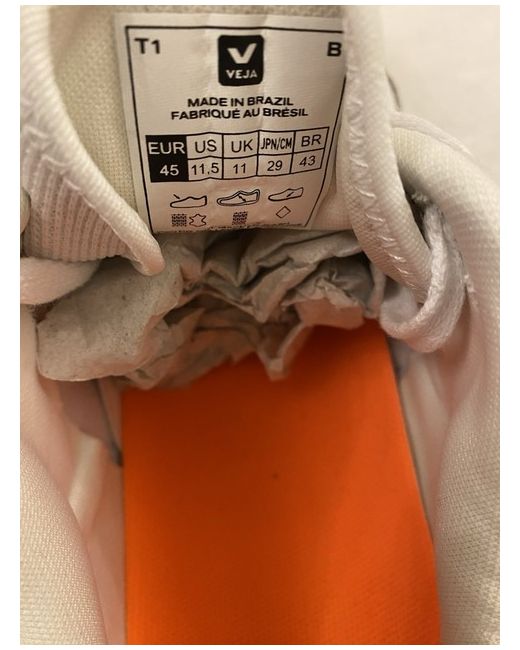 T1 B
VEJA
MADE IN BRAZIL
FABRIQUÉ AU BRÉSIL
EUR US UK JPN/CM BR
45 11,5 11 29 43